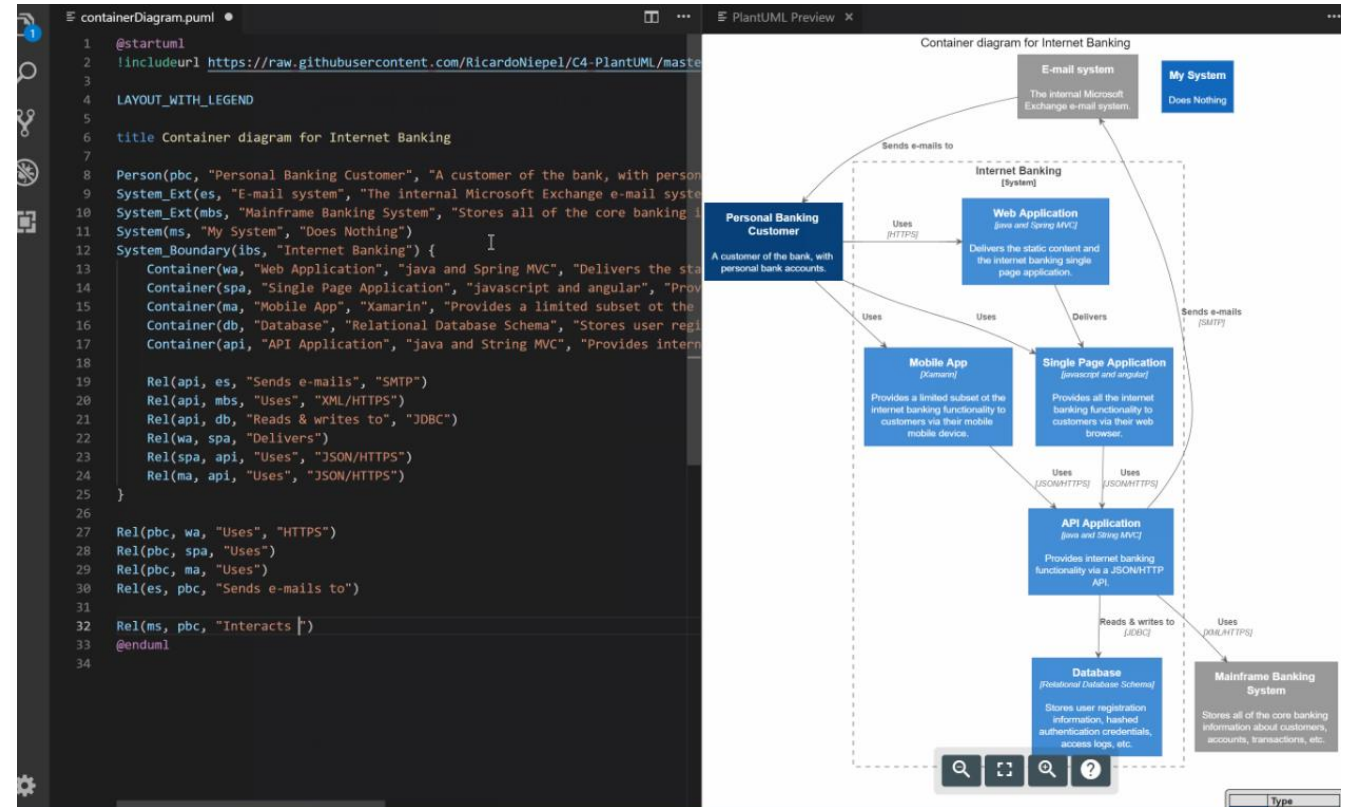 containerDiagram.puml
PlantUML Preview
1
1 @startuml
2 !includeurl https://raw.githubusercontent.com/RicardoNiepel/C4-PlantUML/maste
3
4 LAYOUT_WITH_LEGEND
5
6 title Container diagram for Internet Banking
7
8 Person(pbc, "Personal Banking Customer", "A customer of the bank, with person
9 System_Ext(es, "E-mail system", "The internal Microsoft Exchange e-mail syste
10 System_Ext(mbs, "Mainframe Banking System", "Stores all of the core banking i
11 System(ms, "My System", "Does Nothing")
12 System_Boundary(ibs, "Internet Banking") {
13 Container(wa, "Web Application", "java and Spring MVC", "Delivers the sta
14 Container(spa, "Single Page Application", "javascript and angular", "Prov
15 Container(ma, "Mobile App", "Xamarin", "Provides a limited subset ot the
16 Container(db, "Database", "Relational Database Schema", "Stores user regi
17 Container(api, "API Application", "java and String MVC", "Provides intern
18
19 Rel(api, es, "Sends e-mails", "SMTP")
20 Rel(api, mbs, "Uses", "XML/HTTPS")
21 Rel(api, db, "Reads & writes to", "JDBC")
22 Rel(wa, spa, "Delivers")
23 Rel(spa, api, "Uses", "JSON/HTTPS")
24 Rel(ma, api, "Uses", "JSON/HTTPS")
25 }
26
27 Rel(pbc, wa, "Uses", "HTTPS")
28 Rel(pbc, spa, "Uses")
29 Rel(pbc, ma, "Uses")
30 Rel(es, pbc, "Sends e-mails to")
31
32 Rel(ms, pbc, "Interacts ")
33 @enduml
34
Container diagram for Internet Banking
E-mail system
The internal Microsoft
Exchange e-mail system.
My System
Does Nothing
Sends e-mails to
Internet Banking
[System]
Personal Banking
Customer
A customer of the bank, with
personal bank accounts.
Uses
[HTTPS]
Web Application
[java and Spring MVC]
Delivers the static content and
the internet banking single
page application.
Uses
Uses
Delivers
Sends e-mails
[SMTP]
Mobile App
[Xamarin]
Provides a limited subset ot the
internet banking functionality to
customers via their mobile
mobile device.
Single Page Application
[javascript and angular]
Provides all the internet
banking functionality to
customers via their web
browser.
Uses
[JSON/HTTPS]
Uses
[JSON/HTTPS]
API Application
[java and String MVC]
Provides internet banking
functionality via a JSON/HTTP
API.
Reads & writes to
[JDBC]
Uses
[XML/HTTPS]
Database
[Relational Database Schema]
Stores user registration
information, hashed
authentication credentials,
access logs, etc.
Mainframe Banking
System
Stores all of the core banking
information about customers,
accounts, transactions, etc.
Type